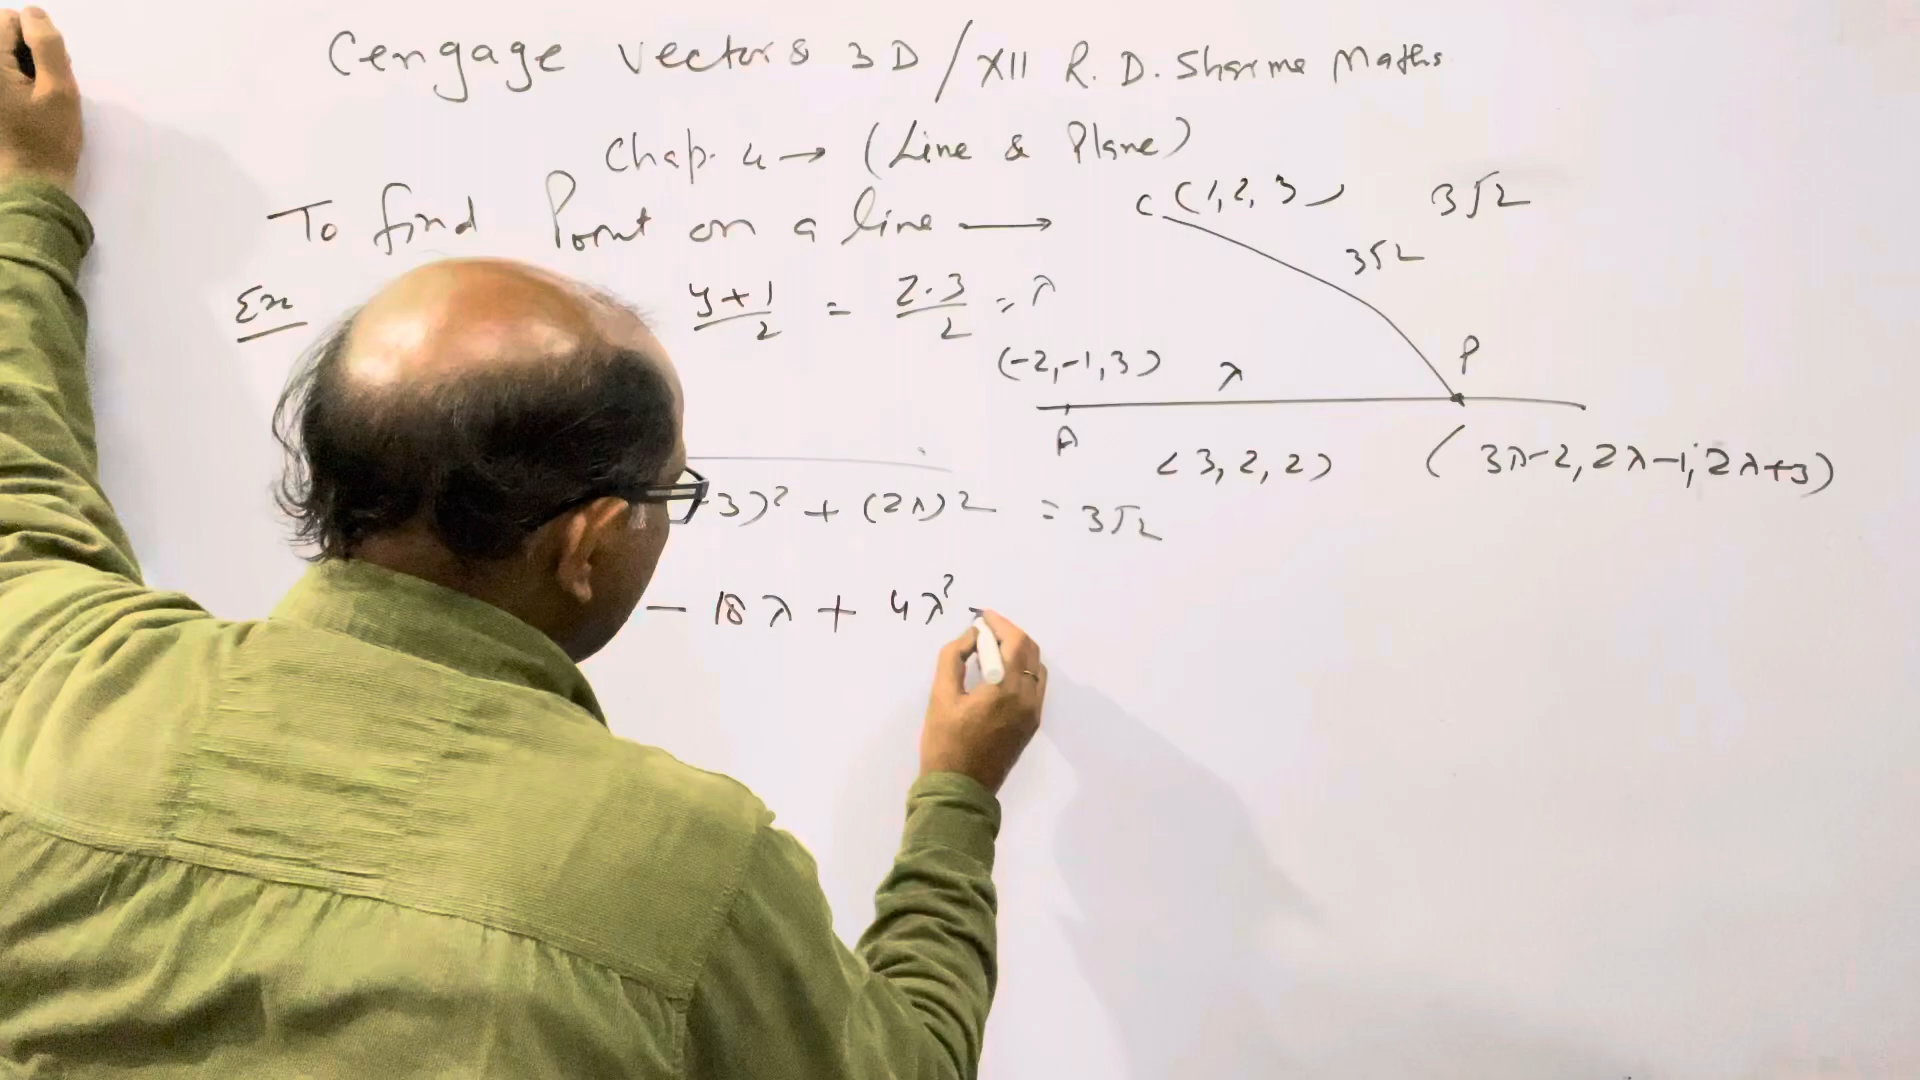 Cengage Vectors 3D / XII R. D. Sharma Maths
Chap. 4 → (Line & Plane)
To find Point on a line →
C (1, 2, 3) 3√2
3√2
Ex y+1/2 = z-3/2 = λ
(-2, -1, 3) λ P
A <3, 2, 2> (3λ-2, 2λ-1, 2λ+3)
-3)² + (2λ)² = 3√2
- 18λ + 4λ²